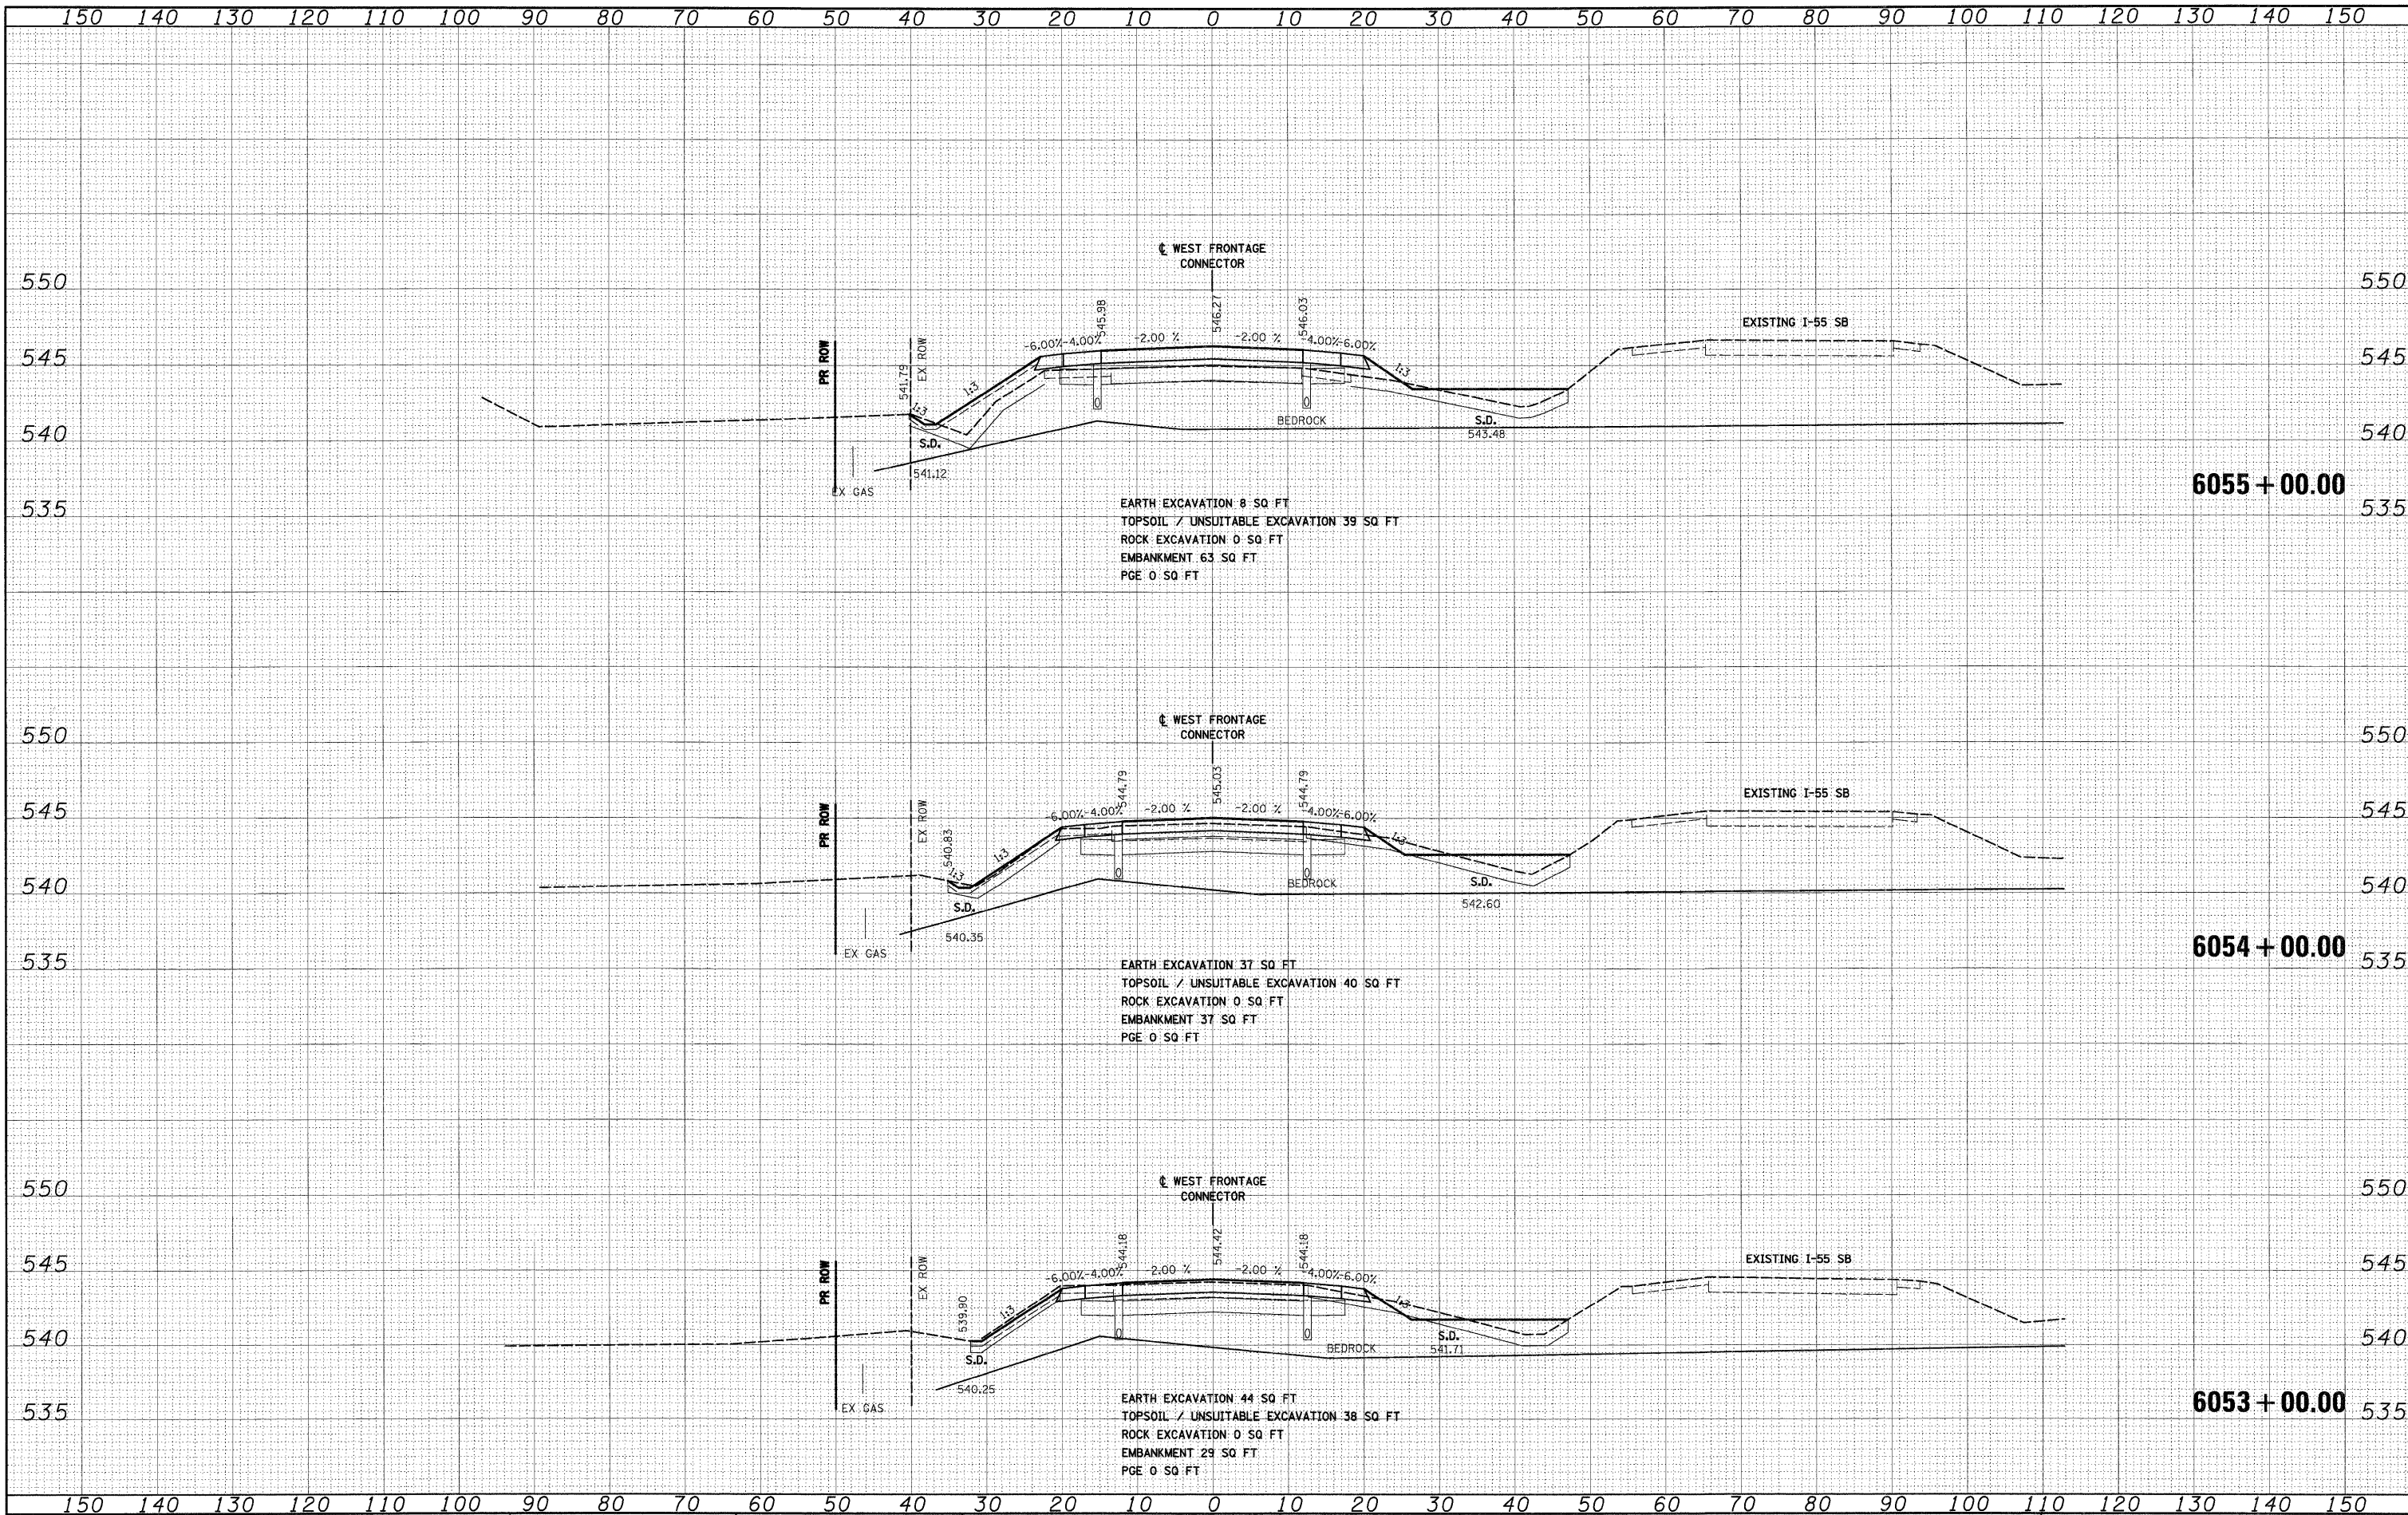 150 140 130 120 110 100 90 80 70 60 50 40 30 20 10 0 10 20 30 40 50 60 70 80 90 100 110 120 130 140 150
℄ WEST FRONTAGE
CONNECTOR
550 550
545.98 546.27 546.03
EXISTING I-55 SB
-6.00% -4.00% -2.00 % -2.00 % -4.00% -6.00%
545 PR ROW 541.79 EX ROW 545
1:3 1:3 1:3
540 S.D. BEDROCK S.D. 540
543.48
541.12
EX GAS
6055 + 00.00
535 535
EARTH EXCAVATION 8 SQ FT
TOPSOIL / UNSUITABLE EXCAVATION 39 SQ FT
ROCK EXCAVATION 0 SQ FT
EMBANKMENT 63 SQ FT
PGE 0 SQ FT
℄ WEST FRONTAGE
CONNECTOR
550 550
544.79 545.03 544.79
EXISTING I-55 SB
-6.00% -4.00% -2.00 % -2.00 % -4.00% -6.00%
545 PR ROW 540.83 EX ROW 545
1:3 1:3 1:3
540 BEDROCK S.D. 540
S.D. 542.60
540.35
EX GAS
6054 + 00.00
535 535
EARTH EXCAVATION 37 SQ FT
TOPSOIL / UNSUITABLE EXCAVATION 40 SQ FT
ROCK EXCAVATION 0 SQ FT
EMBANKMENT 37 SQ FT
PGE 0 SQ FT
℄ WEST FRONTAGE
CONNECTOR
550 550
544.18 544.42 544.18
EXISTING I-55 SB
-6.00% -4.00% -2.00 % -2.00 % -4.00% -6.00%
545 PR ROW EX ROW 545
539.90 1:3 1:3
540 S.D. BEDROCK S.D. 540
541.71
540.25
EX GAS
6053 + 00.00
535 535
EARTH EXCAVATION 44 SQ FT
TOPSOIL / UNSUITABLE EXCAVATION 38 SQ FT
ROCK EXCAVATION 0 SQ FT
EMBANKMENT 29 SQ FT
PGE 0 SQ FT
150 140 130 120 110 100 90 80 70 60 50 40 30 20 10 0 10 20 30 40 50 60 70 80 90 100 110 120 130 140 150